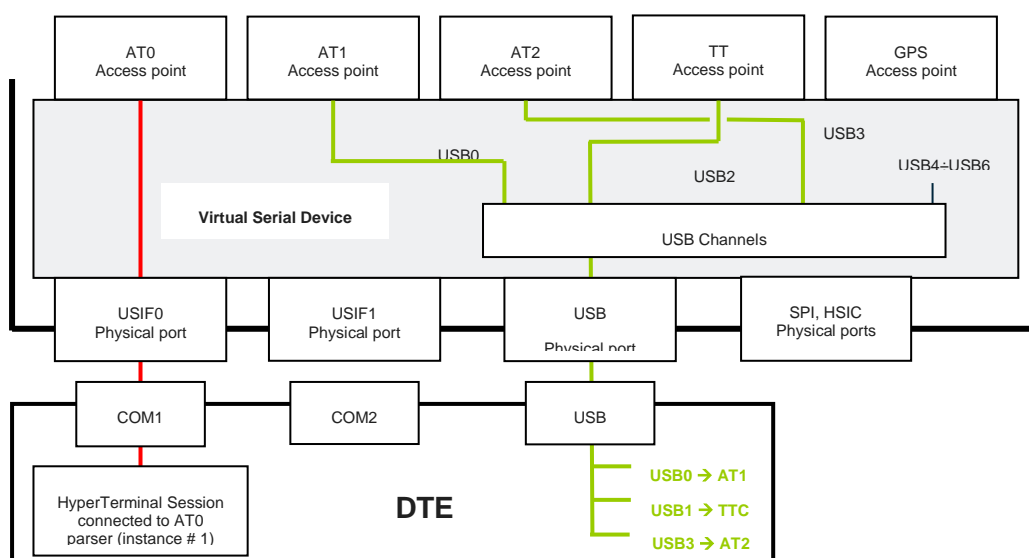 AT0
Access point
AT1
Access point
AT2
Access point
TT
Access point
GPS
Access point
USB3
USB0
USB4÷USB6
USB2
Virtual Serial Device
USB Channels
USIF0
Physical port
USIF1
Physical port
USB
Physical port
SPI, HSIC
Physical ports
COM1
COM2
USB
HyperTerminal Session
connected to AT0
parser (instance # 1)
DTE
USB0 → AT1
USB1 → TTC
USB3 → AT2